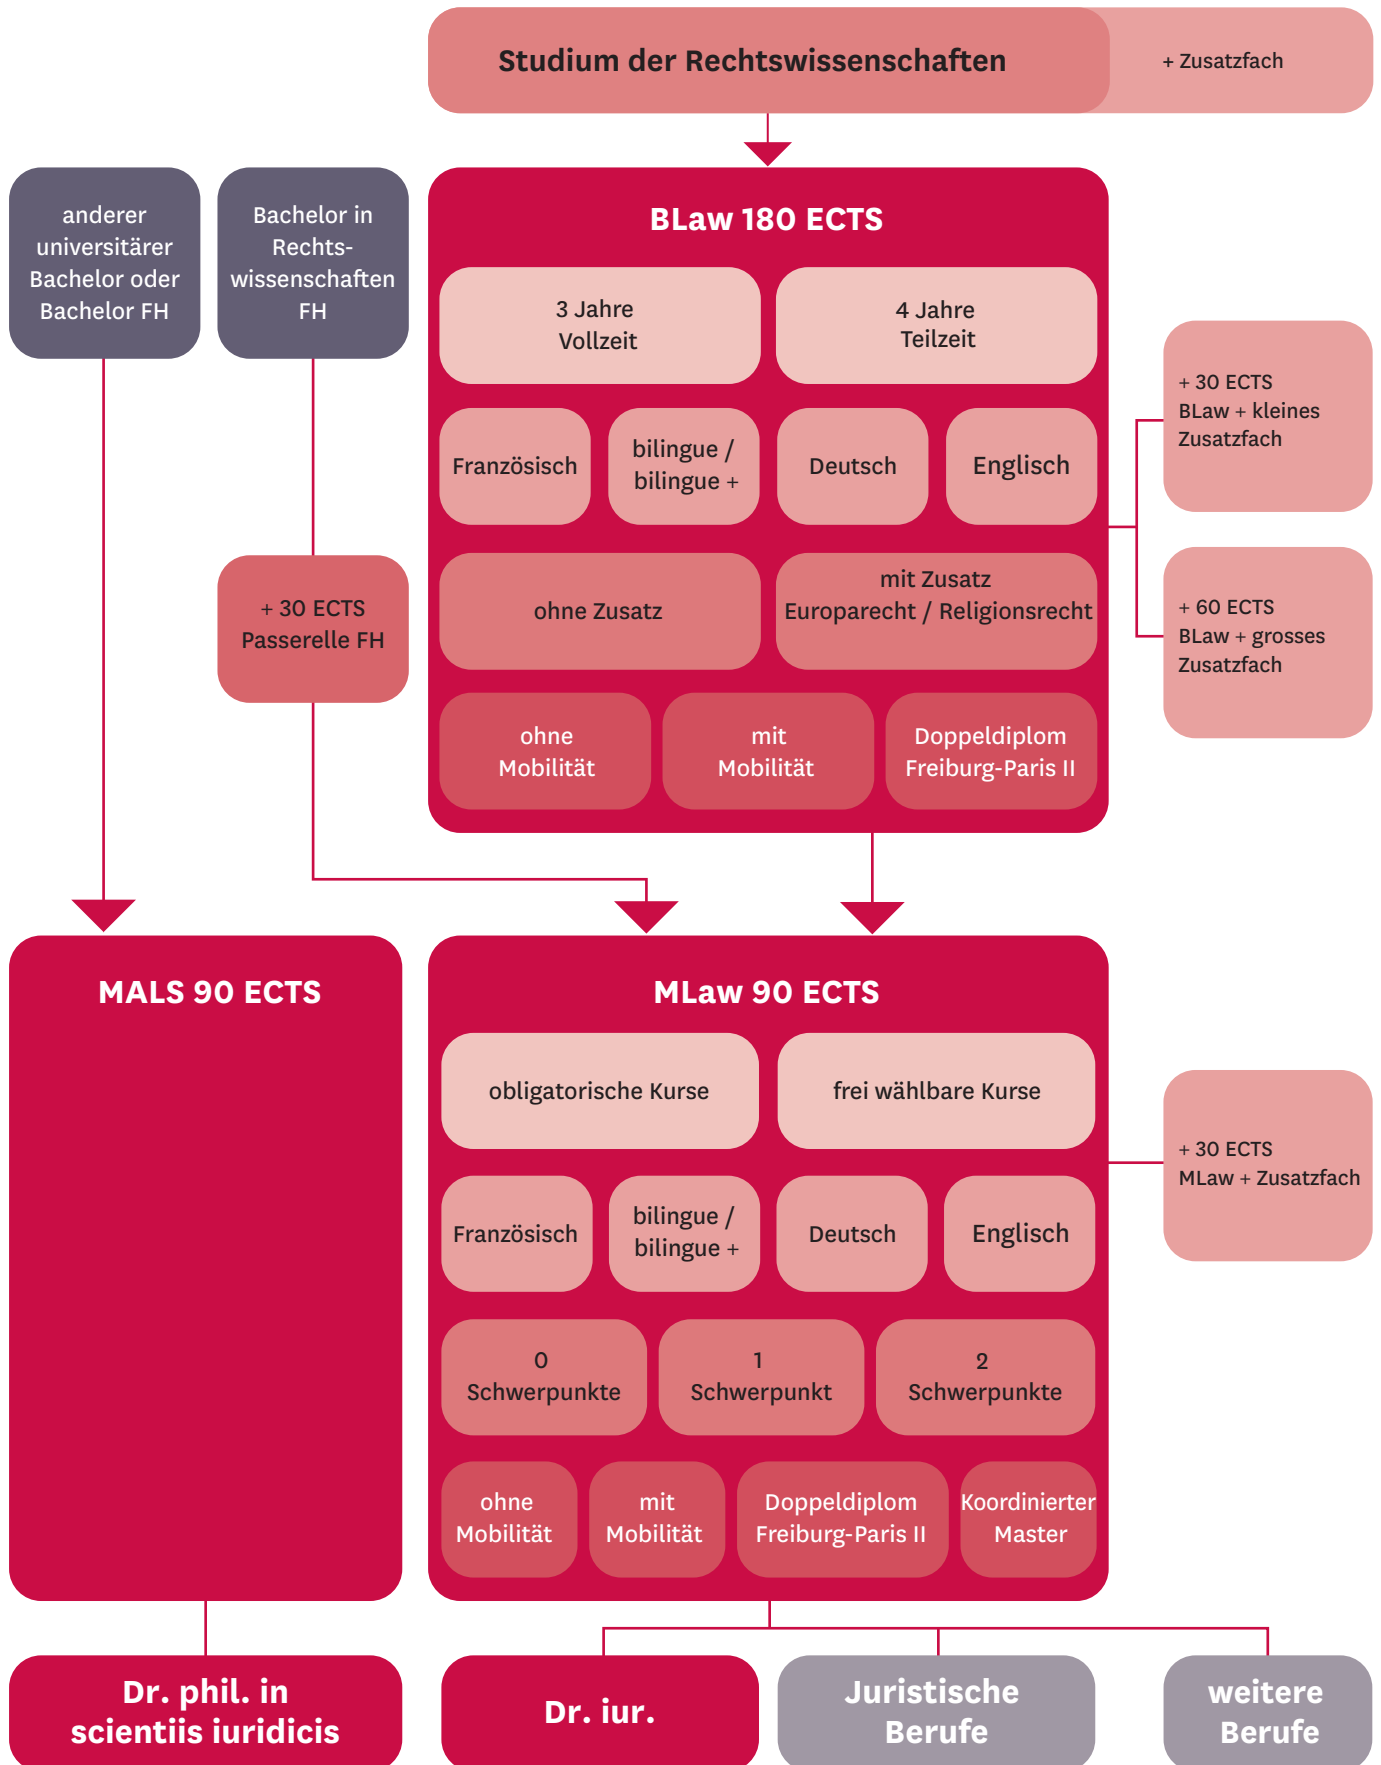 Studium der Rechtswissenschaften
+ Zusatzfach
anderer
universitärer
Bachelor oder
Bachelor FH
Bachelor in
Rechts-
wissenschaften
FH
+ 30 ECTS
Passerelle FH
BLaw 180 ECTS
3 Jahre
Vollzeit
4 Jahre
Teilzeit
Französisch
bilingue /
bilingue +
Deutsch
Englisch
ohne Zusatz
mit Zusatz
Europarecht / Religionsrecht
ohne
Mobilität
mit
Mobilität
Doppeldiplom
Freiburg-Paris II
+ 30 ECTS
BLaw + kleines
Zusatzfach
+ 60 ECTS
BLaw + grosses
Zusatzfach
MALS 90 ECTS
MLaw 90 ECTS
obligatorische Kurse
frei wählbare Kurse
Französisch
bilingue /
bilingue +
Deutsch
Englisch
0
Schwerpunkte
1
Schwerpunkt
2
Schwerpunkte
ohne
Mobilität
mit
Mobilität
Doppeldiplom
Freiburg-Paris II
Koordinierter
Master
+ 30 ECTS
MLaw + Zusatzfach
Dr. phil. in
scientiis iuridicis
Dr. iur.
Juristische
Berufe
weitere
Berufe